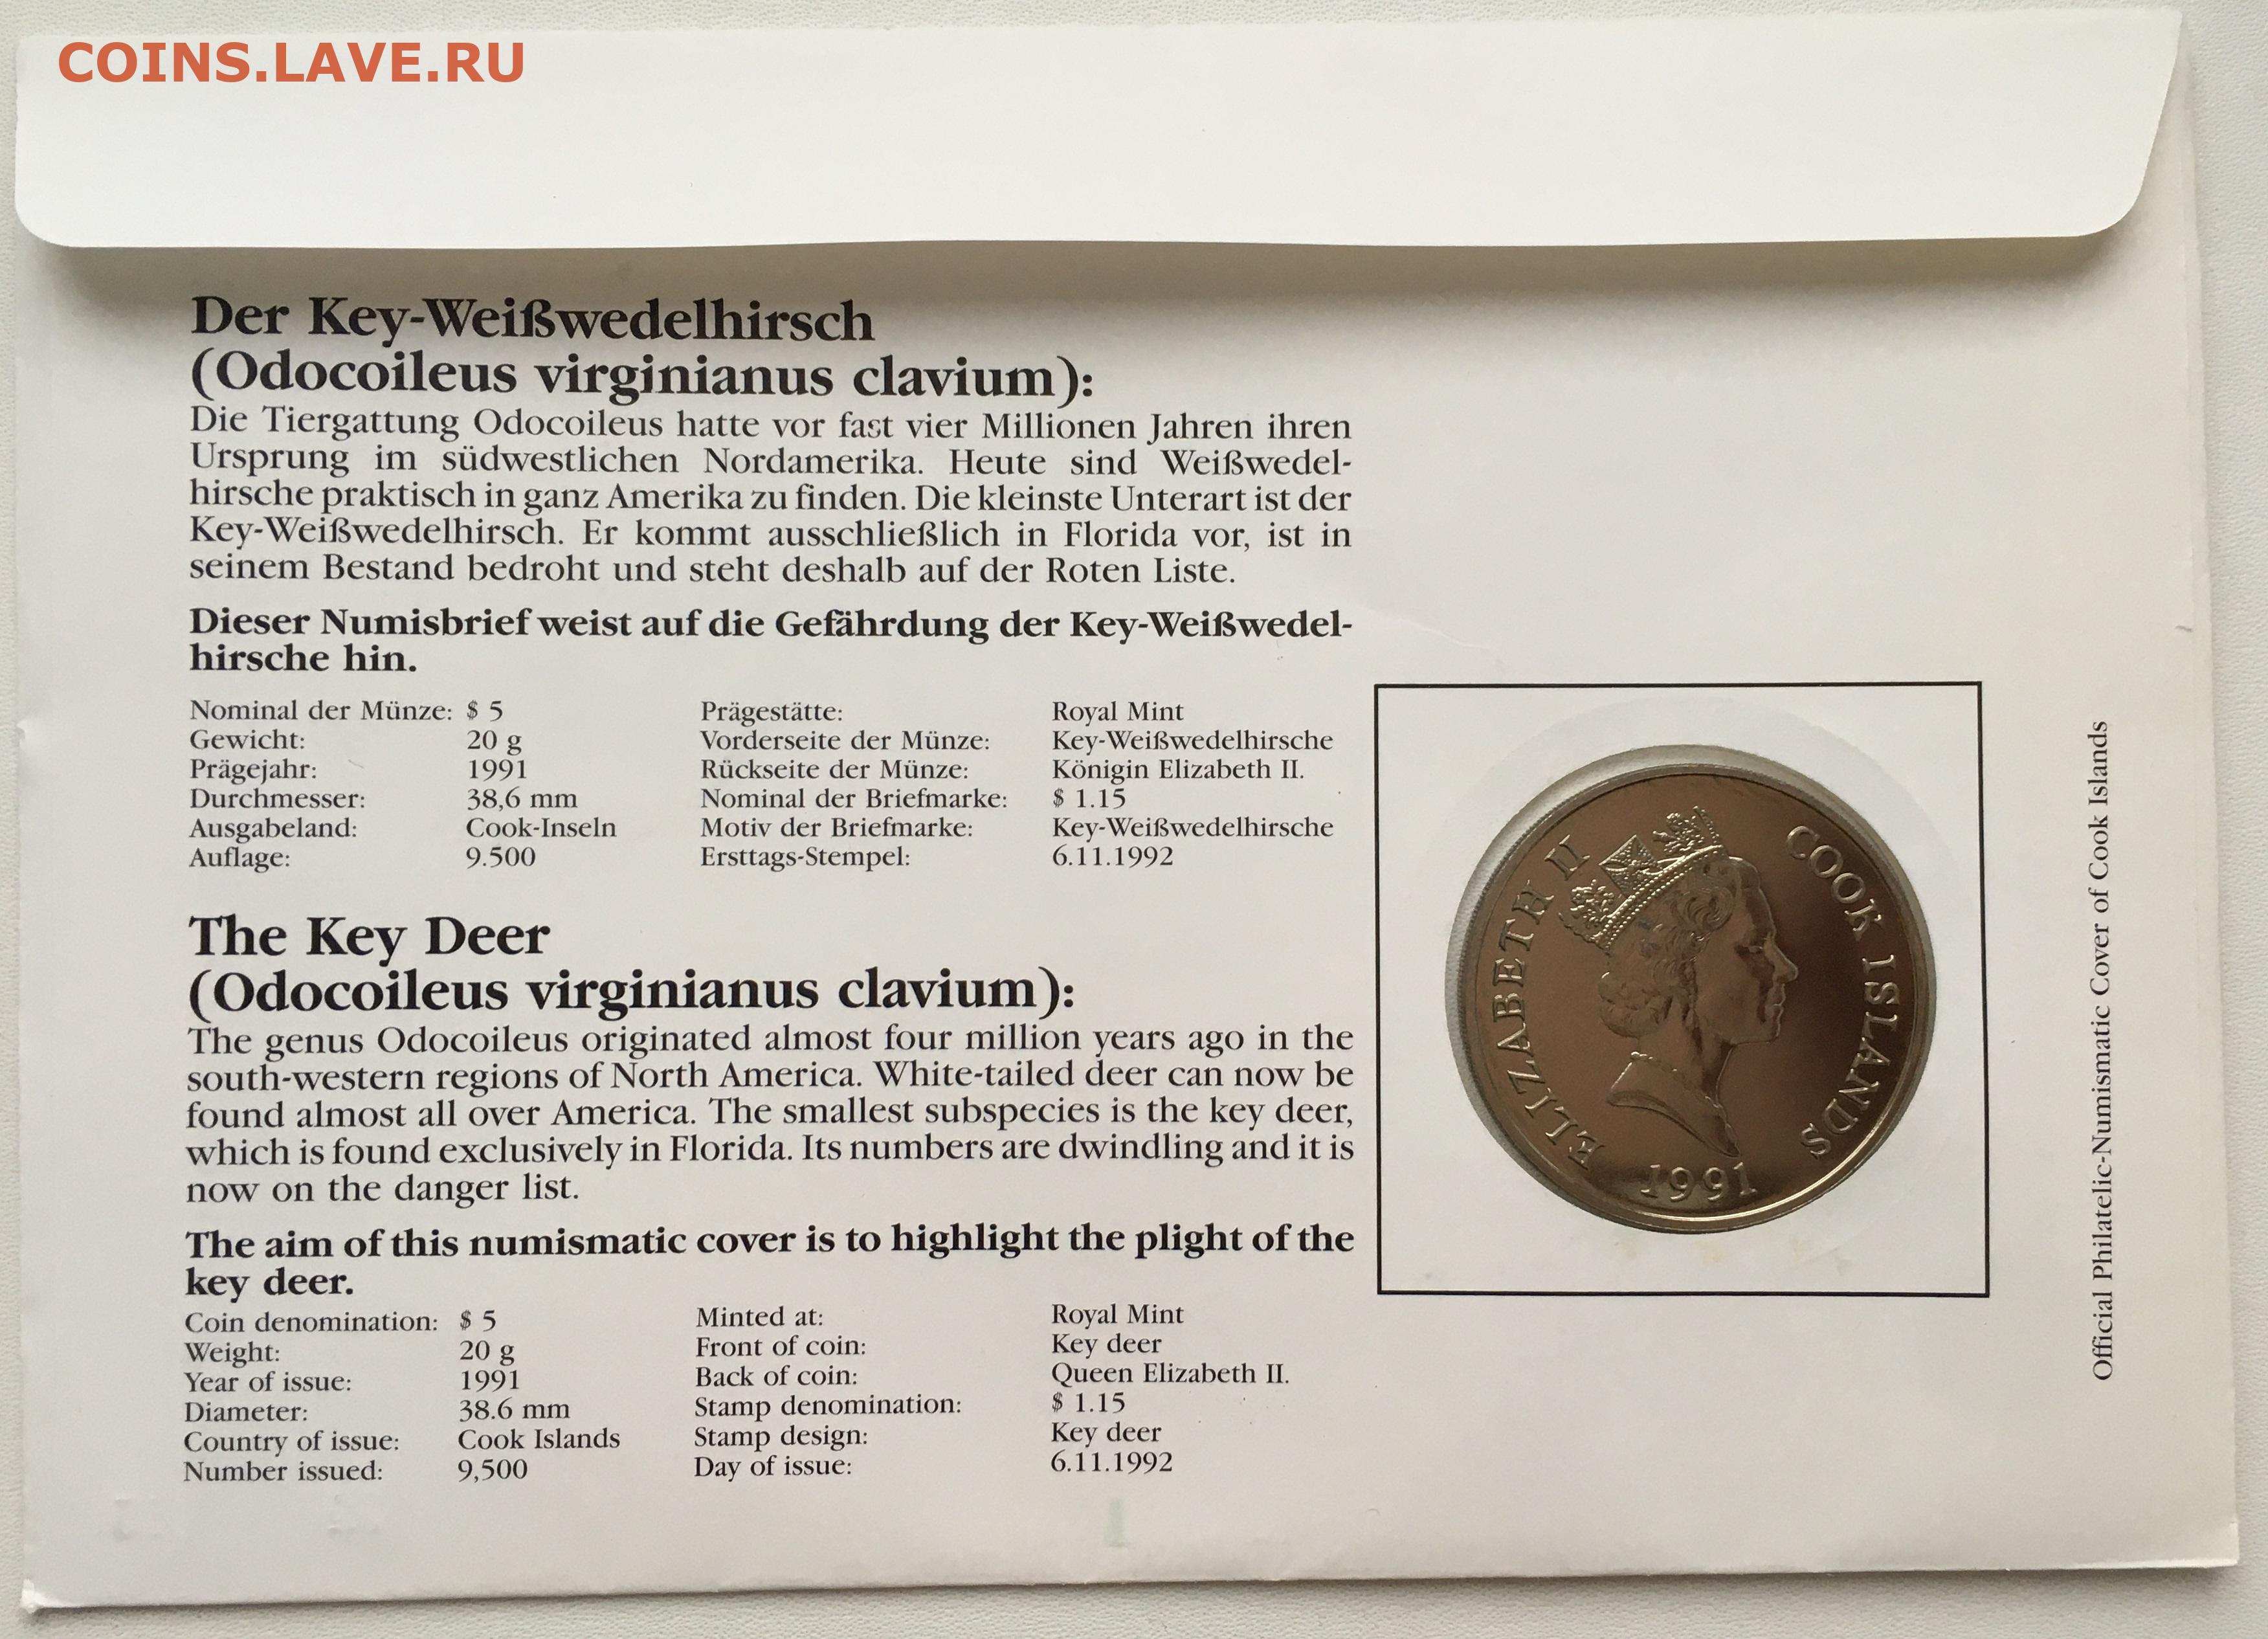 COINS.LAVE.RU
Der Key-Weißwedelhirsch
(Odocoileus virginianus clavium):
Die Tiergattung Odocoileus hatte vor fast vier Millionen Jahren ihren
Ursprung im südwestlichen Nordamerika. Heute sind Weißwedel-
hirsche praktisch in ganz Amerika zu finden. Die kleinste Unterart ist der
Key-Weißwedelhirsch. Er kommt ausschließlich in Florida vor, ist in
seinem Bestand bedroht und steht deshalb auf der Roten Liste.
Dieser Numisbrief weist auf die Gefährdung der Key-Weißwedel-
hirsche hin.
Nominal der Münze: $ 5 Prägestätte: Royal Mint
Gewicht: 20 g Vorderseite der Münze: Key-Weißwedelhirsche
Prägejahr: 1991 Rückseite der Münze: Königin Elizabeth II.
Durchmesser: 38,6 mm Nominal der Briefmarke: $ 1.15
Ausgabeland: Cook-Inseln Motiv der Briefmarke: Key-Weißwedelhirsche
Auflage: 9.500 Ersttags-Stempel: 6.11.1992
The Key Deer
(Odocoileus virginianus clavium):
The genus Odocoileus originated almost four million years ago in the
south-western regions of North America. White-tailed deer can now be
found almost all over America. The smallest subspecies is the key deer,
which is found exclusively in Florida. Its numbers are dwindling and it is
now on the danger list.
The aim of this numismatic cover is to highlight the plight of the
key deer.
Coin denomination: $ 5 Minted at: Royal Mint
Weight: 20 g Front of coin: Key deer
Year of issue: 1991 Back of coin: Queen Elizabeth II.
Diameter: 38.6 mm Stamp denomination: $ 1.15
Country of issue: Cook Islands Stamp design: Key deer
Number issued: 9,500 Day of issue: 6.11.1992
ELIZABETH II
COOK ISLANDS
1991
Official Philatelic-Numismatic Cover of Cook Islands